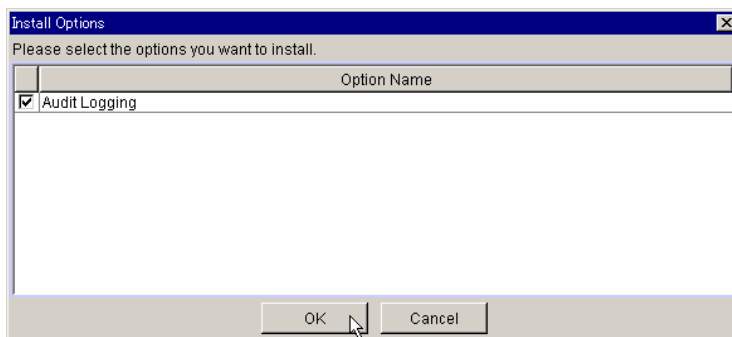 Install Options
Please select the options you want to install.
Option Name
Audit Logging
OK
Cancel